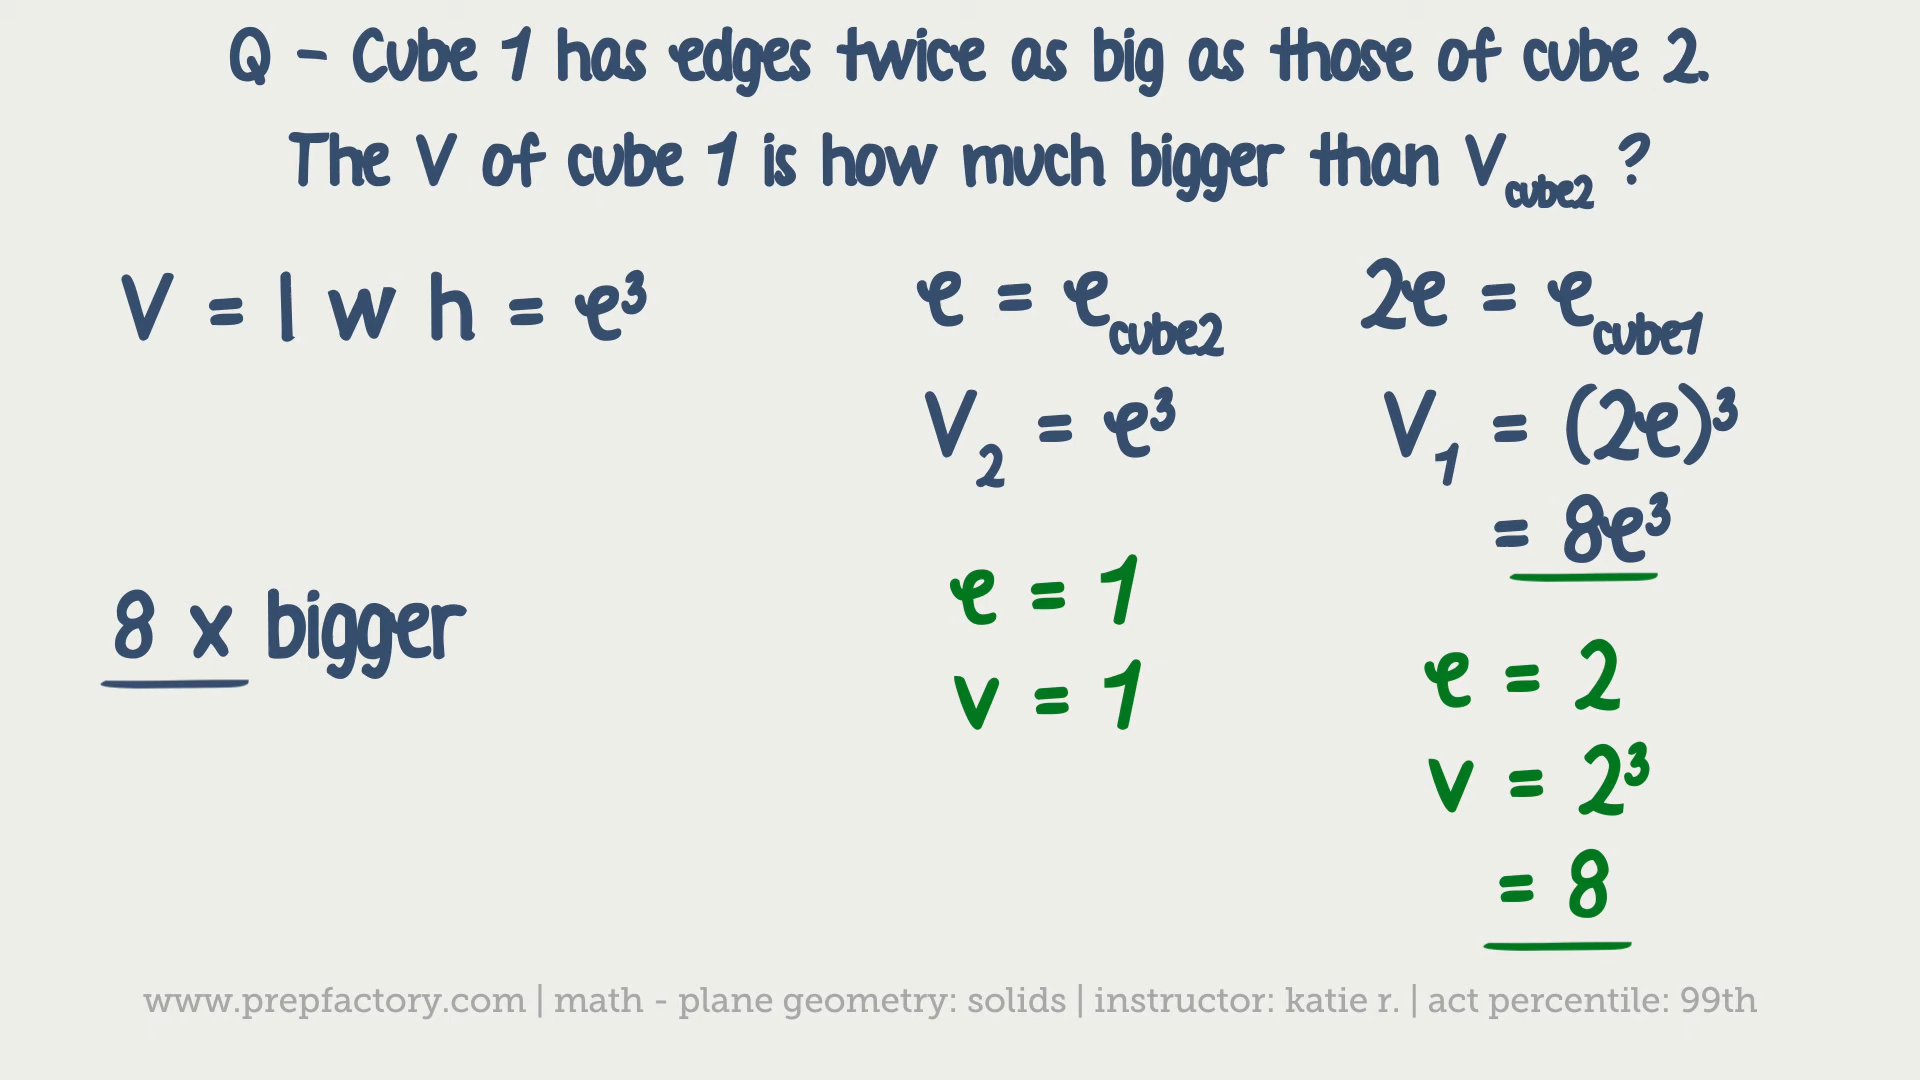 Q - Cube 1 has edges twice as big as those of cube 2.
The V of cube 1 is how much bigger than V_cube2 ?
V = l w h = e³
8 x bigger
e = e_cube2
V₂ = e³
e = 1
v = 1
2e = e_cube1
V₁ = (2e)³
= 8e³
e = 2
v = 2³
= 8
www.prepfactory.com | math - plane geometry: solids | instructor: katie r. | act percentile: 99th